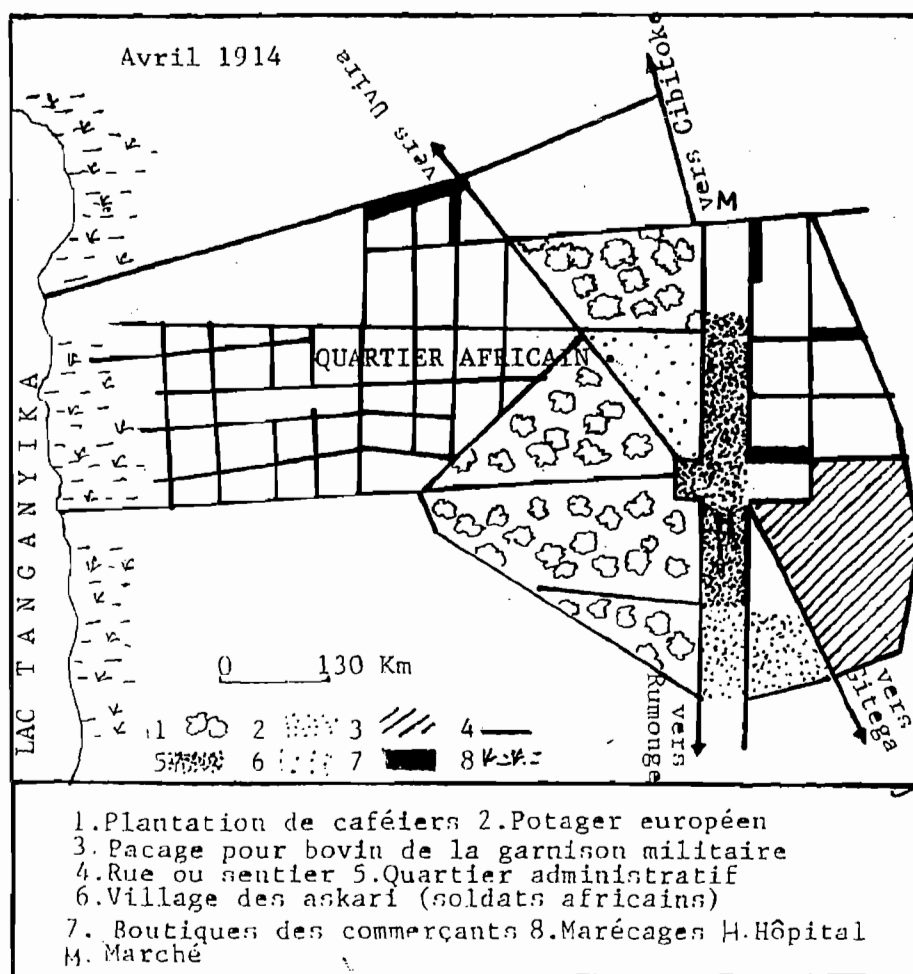 Avril 1914
vers Uvira
vers Cibitoko
M
QUARTIER AFRICAIN
LAC TANGANYIKA
H
0 130 Km
vers Rumonge
vers Gitega
1 2 3 4
5 6 7 8
1.Plantation de caféiers 2.Potager européen
3. Pacage pour bovin de la garnison militaire
4.Rue ou sentier 5.Quartier administratif
6.Village des askari (soldats africains)
7. Boutiques des commerçants 8.Marécages H.Hôpital
M. Marché